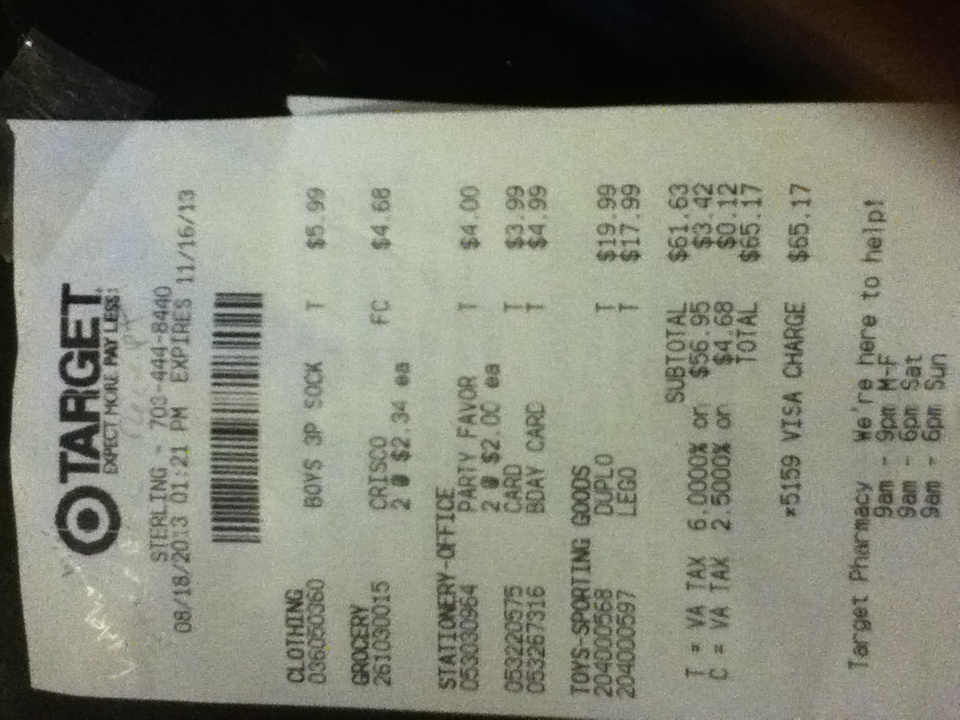 TARGET
EXPECT MORE. PAY LESS.
STERLING - 703-444-8440
08/18/2013 01:21 PM EXPIRES 11/16/13
CLOTHING
036050360 BOYS 3P SOCK T $5.99
GROCERY
261030015 CRISCO FC $4.68
2 @ $2.34 ea
STATIONERY-OFFICE
053030964 PARTY FAVOR T $4.00
2 @ $2.00 ea
053220575 CARD T $3.99
053267316 BDAY CARD T $4.99
TOYS-SPORTING GOODS
204000568 DUPLO T $19.99
204000597 LEGO T $17.99
SUBTOTAL $61.63
T = VA TAX 6.0000% on $56.95 $3.42
C = VA TAX 2.5000% on $4.68 $0.12
TOTAL $65.17
*5159 VISA CHARGE $65.17
Target Pharmacy We're here to help!
9am - 9pm M-F
9am - 6pm Sat
9am - 6pm Sun